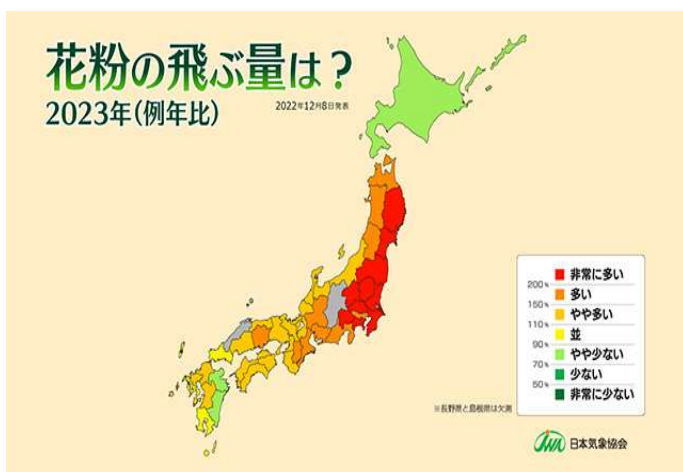 花粉の飛ぶ量は?
2023年(例年比)
2022年12月8日発表
非常に多い
200%
多い
150%
やや多い
110%
並
90%
やや少ない
70%
少ない
50%
非常に少ない
※長野県と島根県は欠測
JWA 日本気象協会